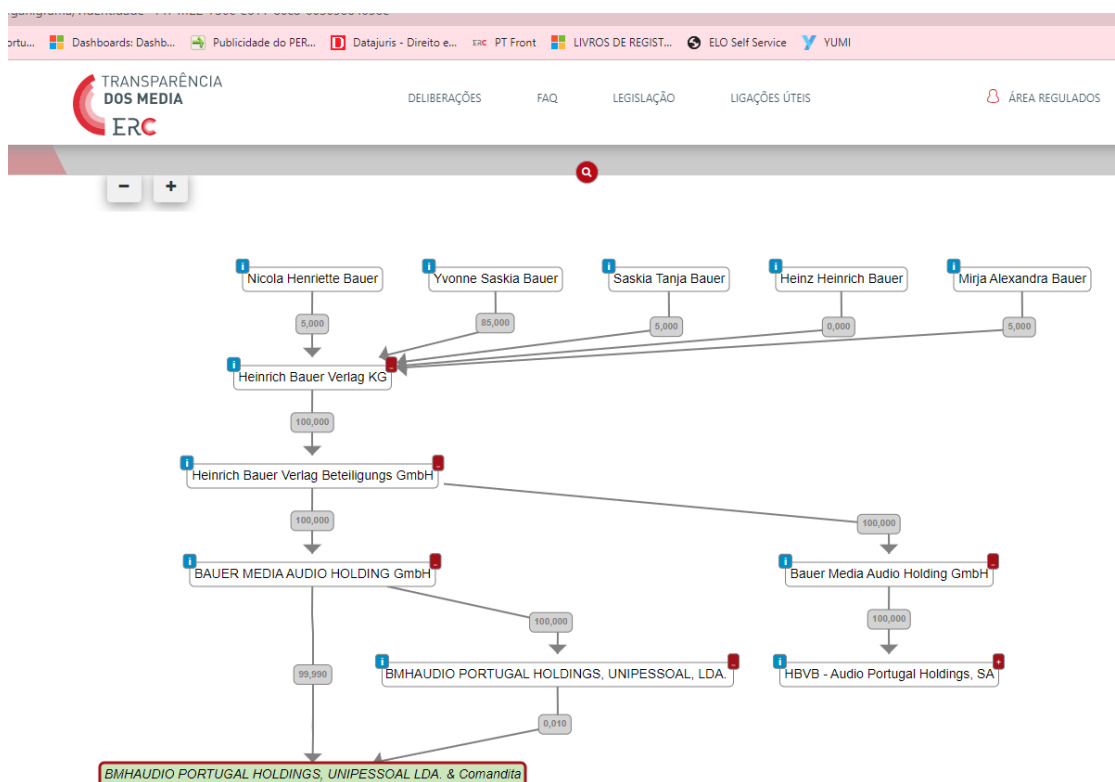 ortu...
Dashboards: Dashb...
Publicidade do PER...
Datajuris - Direito e...
ERC PT Front
LIVROS DE REGIST...
ELO Self Service
YUMI
TRANSPARÊNCIA
DOS MEDIA
ERC
DELIBERAÇÕES
FAQ
LEGISLAÇÃO
LIGAÇÕES ÚTEIS
ÁREA REGULADOS
- +
Nicola Henriette Bauer
Yvonne Saskia Bauer
Saskia Tanja Bauer
Heinz Heinrich Bauer
Mirja Alexandra Bauer
5,000
85,000
5,000
0,000
5,000
Heinrich Bauer Verlag KG
100,000
Heinrich Bauer Verlag Beteiligungs GmbH
100,000
100,000
BAUER MEDIA AUDIO HOLDING GmbH
Bauer Media Audio Holding GmbH
100,000
100,000
BMHAUDIO PORTUGAL HOLDINGS, UNIPESSOAL, LDA.
HBVB - Audio Portugal Holdings, SA
99,990
0,010
BMHAUDIO PORTUGAL HOLDINGS, UNIPESSOAL LDA. & Comandita